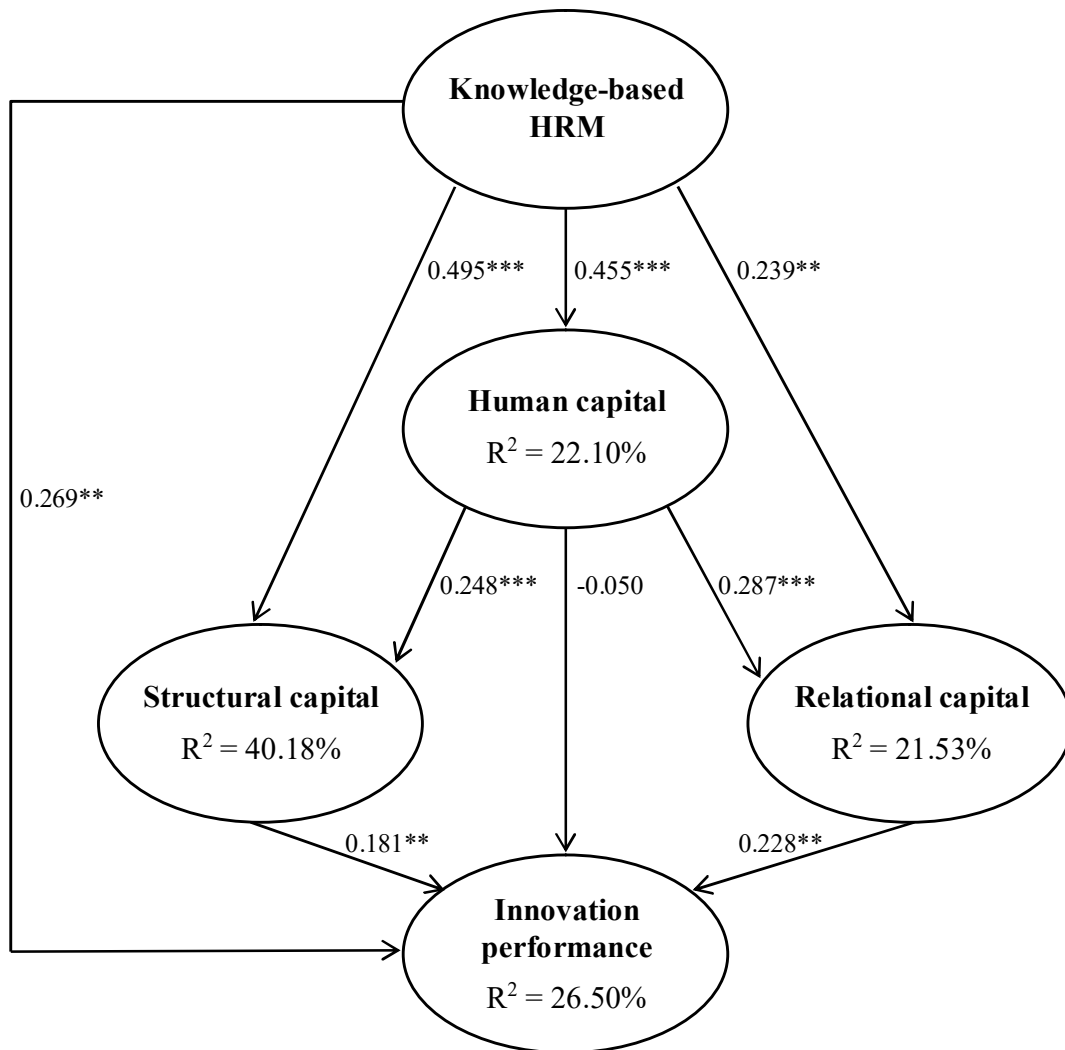 Knowledge-based
HRM
0.495***
0.455***
0.239**
Human capital
R² = 22.10%
0.269**
0.248***
-0.050
0.287***
Structural capital
R² = 40.18%
Relational capital
R² = 21.53%
0.181**
0.228**
Innovation
performance
R² = 26.50%